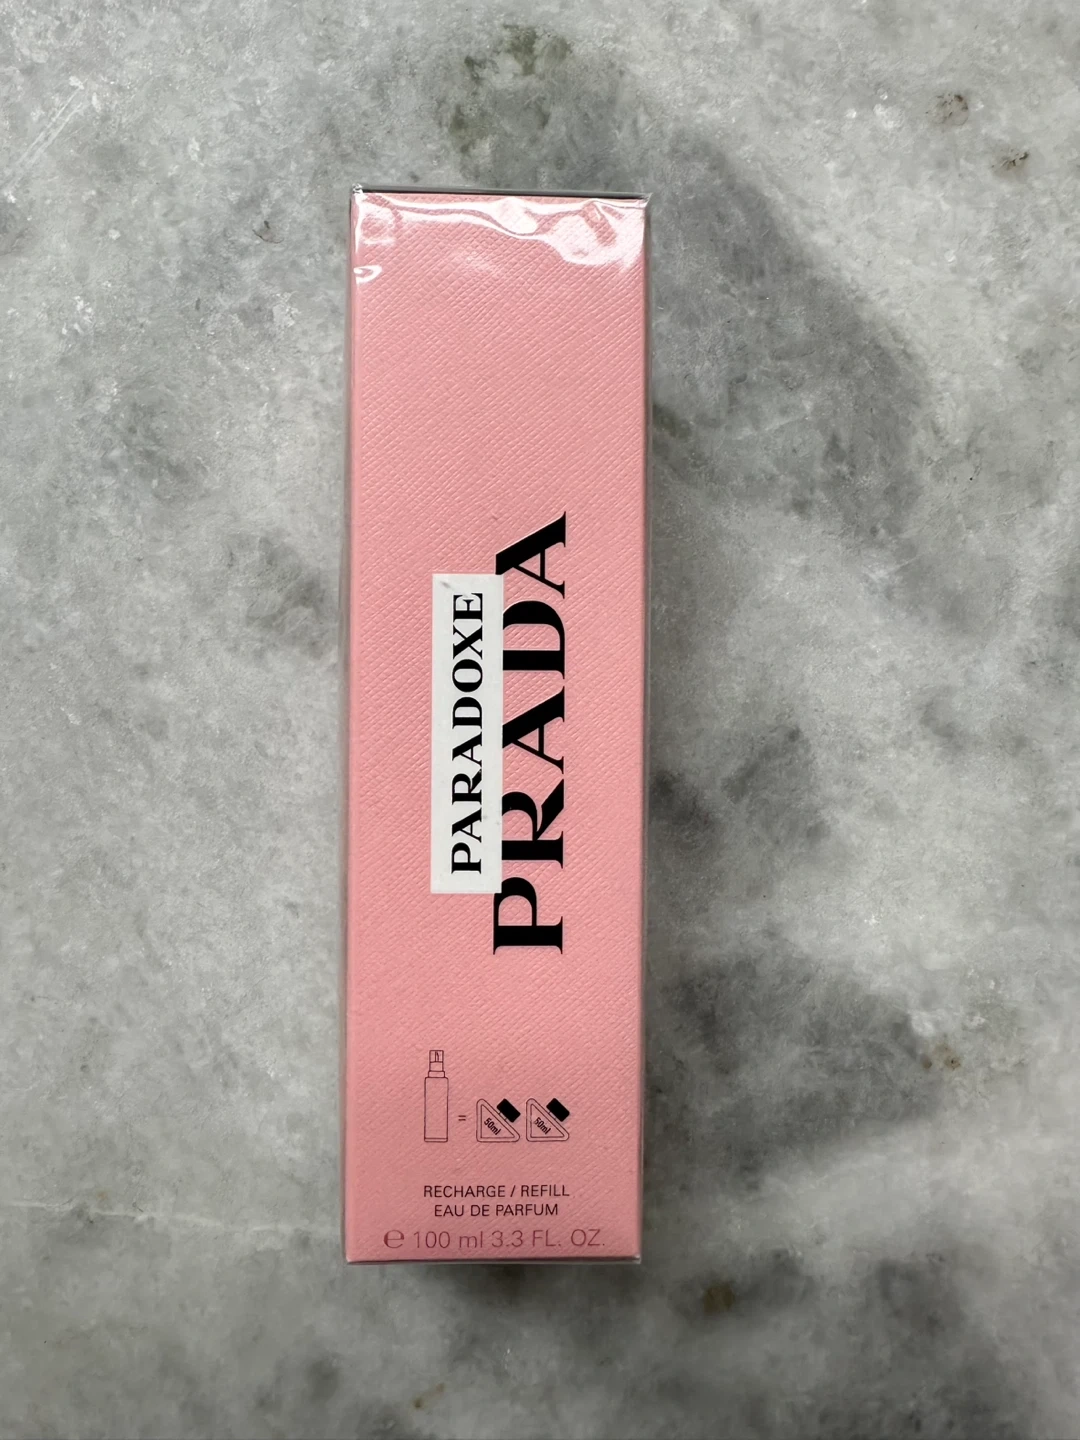 PARADOXE
PRADA
=
50ml 50ml
RECHARGE / REFILL
EAU DE PARFUM
℮ 100 ml 3.3 FL. OZ.